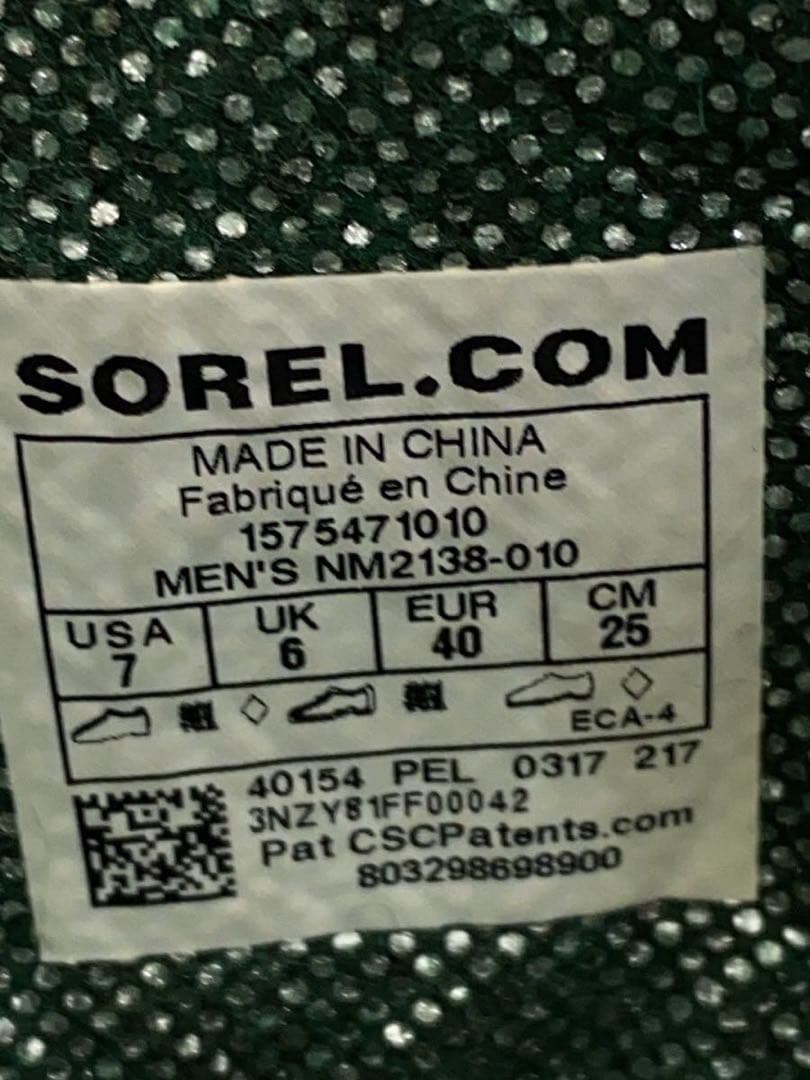 SOREL.COM
MADE IN CHINA
Fabriqué en Chine
1575471010
MEN'S NM2138-010
USA UK EUR CM
7 6 40 25
ECA-4
40154 PEL 0317 217
3NZY81FF00042
Pat CSCPatents.com
803298698900